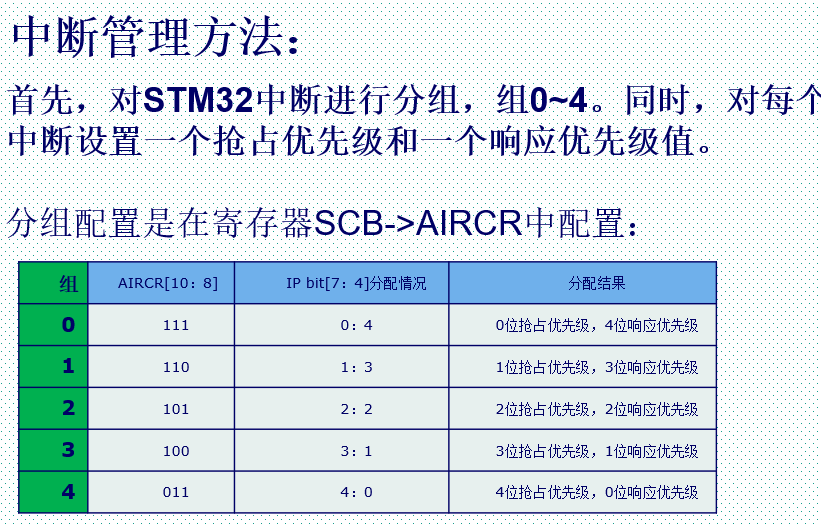 中断管理方法：
首先，对STM32中断进行分组，组0~4。同时，对每个
中断设置一个抢占优先级和一个响应优先级值。
分组配置是在寄存器SCB->AIRCR中配置：
组 AIRCR[10：8] IP bit[7：4]分配情况 分配结果
0 111 0：4 0位抢占优先级，4位响应优先级
1 110 1：3 1位抢占优先级，3位响应优先级
2 101 2：2 2位抢占优先级，2位响应优先级
3 100 3：1 3位抢占优先级，1位响应优先级
4 011 4：0 4位抢占优先级，0位响应优先级